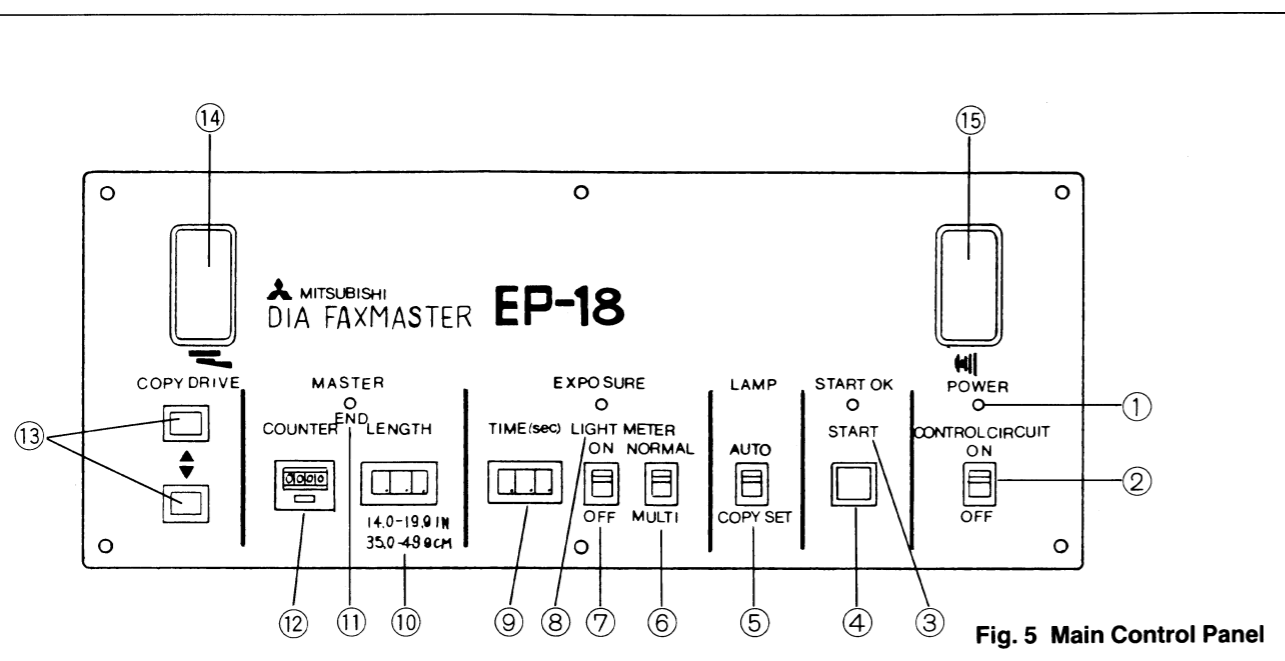 ⑭ ⑮
MITSUBISHI
DIA FAXMASTER EP-18
COPY DRIVE MASTER EXPOSURE LAMP START OK POWER
①
END
COUNTER LENGTH TIME(sec) LIGHT METER START CONTROL CIRCUIT
⑬
ON NORMAL AUTO ON
0000
②
OFF MULTI COPY SET OFF
14.0-19.0 IN
35.0-49.0 CM
⑫ ⑪ ⑩ ⑨ ⑧ ⑦ ⑥ ⑤ ④ ③
Fig. 5 Main Control Panel